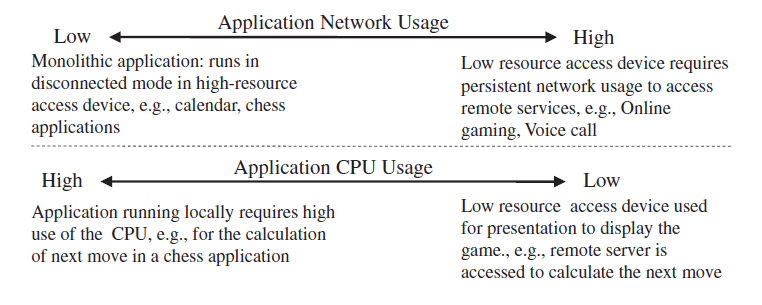 Application Network Usage
Low
High
Monolithic application: runs in
disconnected mode in high-resource
access device, e.g., calendar, chess
applications
Low resource access device requires
persistent network usage to access
remote services, e.g., Online
gaming, Voice call
Application CPU Usage
High
Low
Application running locally requires high
use of the CPU, e.g., for the calculation
of next move in a chess application
Low resource access device used
for presentation to display the
game., e.g., remote server is
accessed to calculate the next move